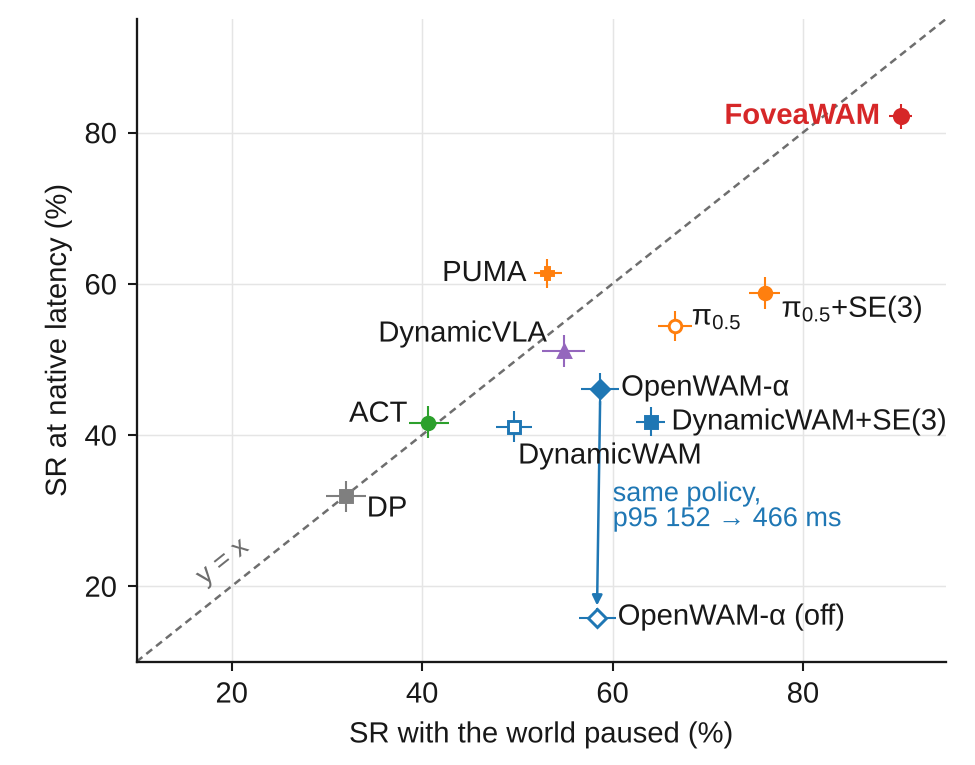 SR at native latency (%)
80
60
40
20
FoveaWAM
PUMA
π0.5+SE(3)
π0.5
DynamicVLA
OpenWAM-α
ACT
DynamicWAM+SE(3)
DynamicWAM
same policy,
p95 152 → 466 ms
DP
y = x
OpenWAM-α (off)
20
40
60
80
SR with the world paused (%)